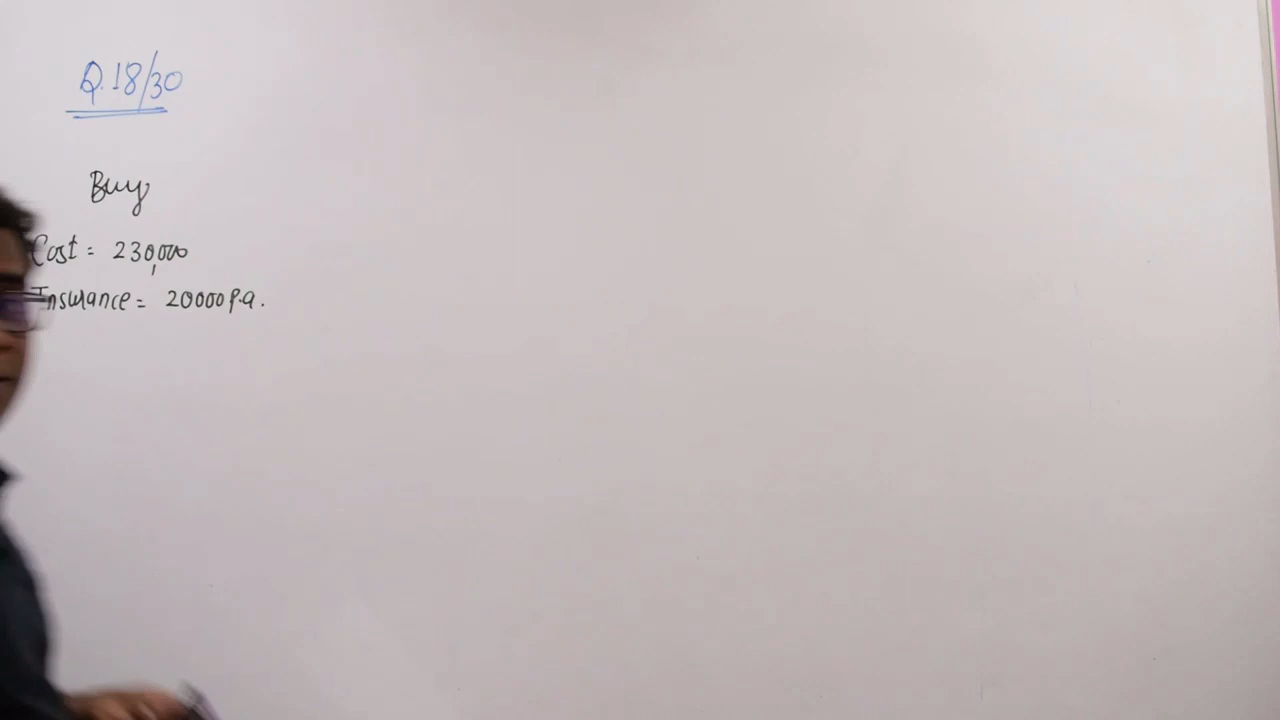 Q.18/30
Buy
Cost = 230,000
Insurance = 20000 P.a.